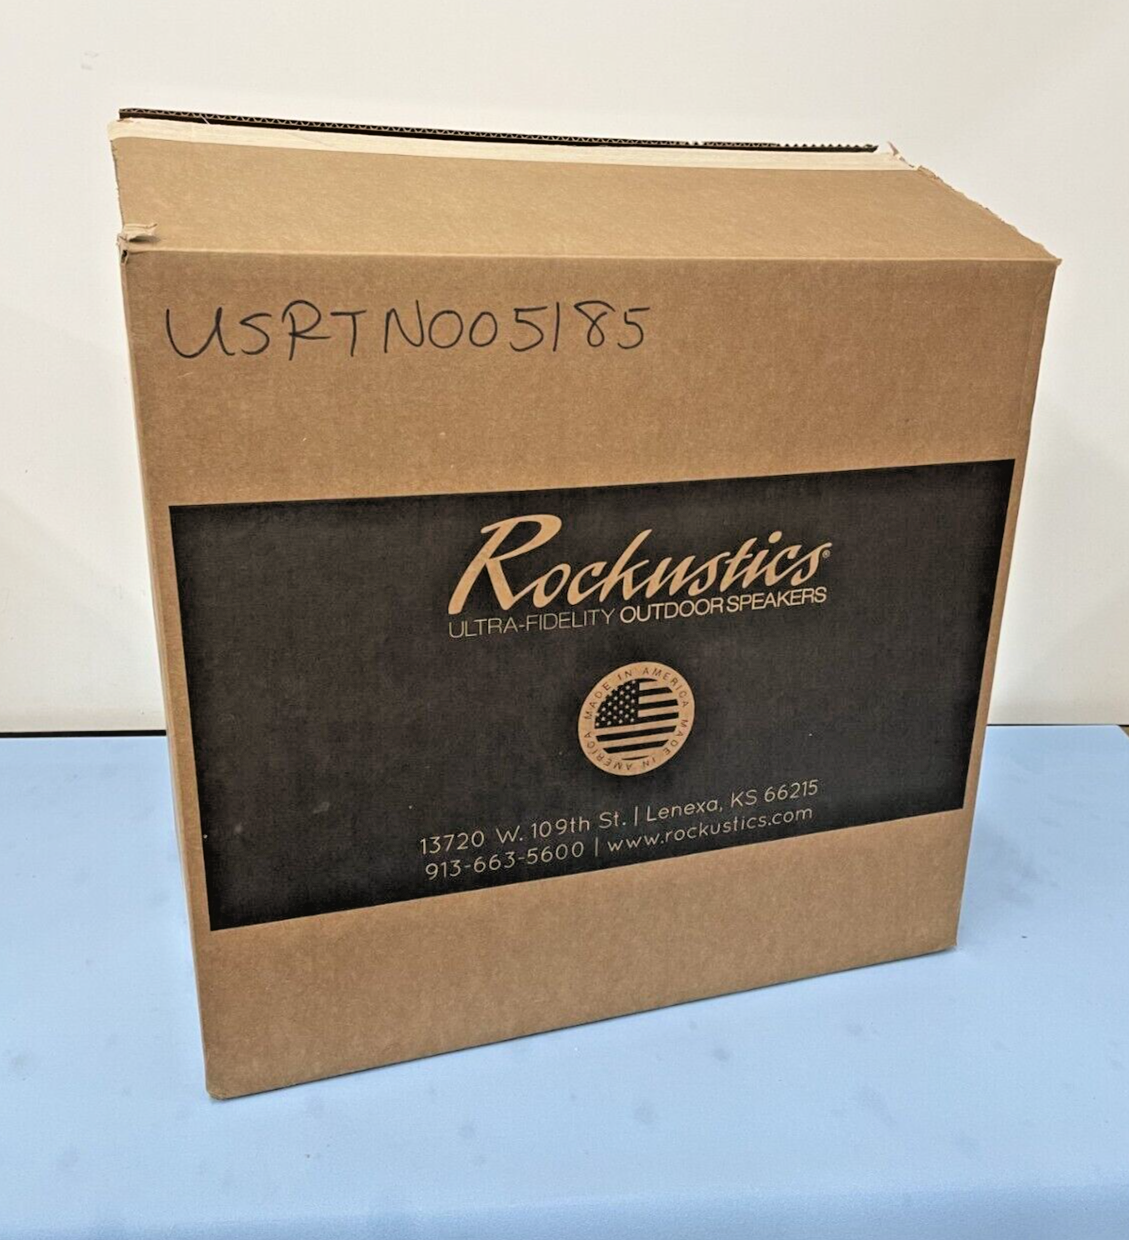 USRTN005185
Rockustics®
ULTRA-FIDELITY OUTDOOR SPEAKERS
MADE IN AMERICA MADE IN AMERICA
13720 W. 109th St. | Lenexa, KS 66215
913-663-5600 | www.rockustics.com